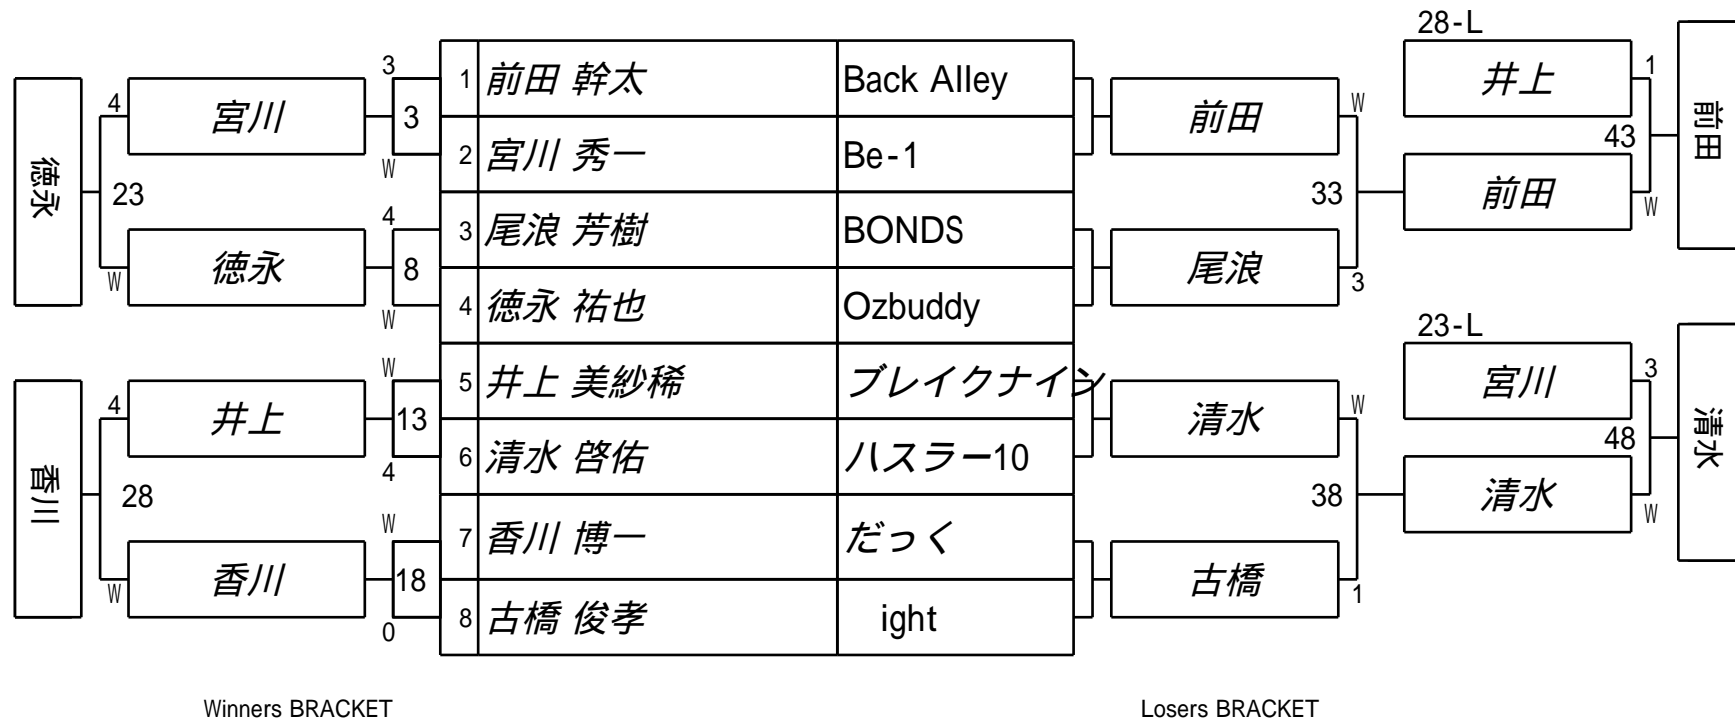 28-L
3 1 前田 幹太 Back Alley 井上 1
4 宮川 3 前田 W 前田
W 2 宮川 秀一 Be-1 43
徳永 23 33 前田 W
4 3 尾浪 芳樹 BONDS
W 徳永 8 尾浪 3
W 4 徳永 祐也 Ozbuddy
23-L
W 5 井上 美紗稀 ブレイクナイン 宮川 3
4 井上 13 清水 W 清水
4 6 清水 啓佑 ハスラー10 48
香川 28 38 清水 W
W 7 香川 博一 だっく
W 香川 18 古橋 1
0 8 古橋 俊孝 ight
Winners BRACKET Losers BRACKET